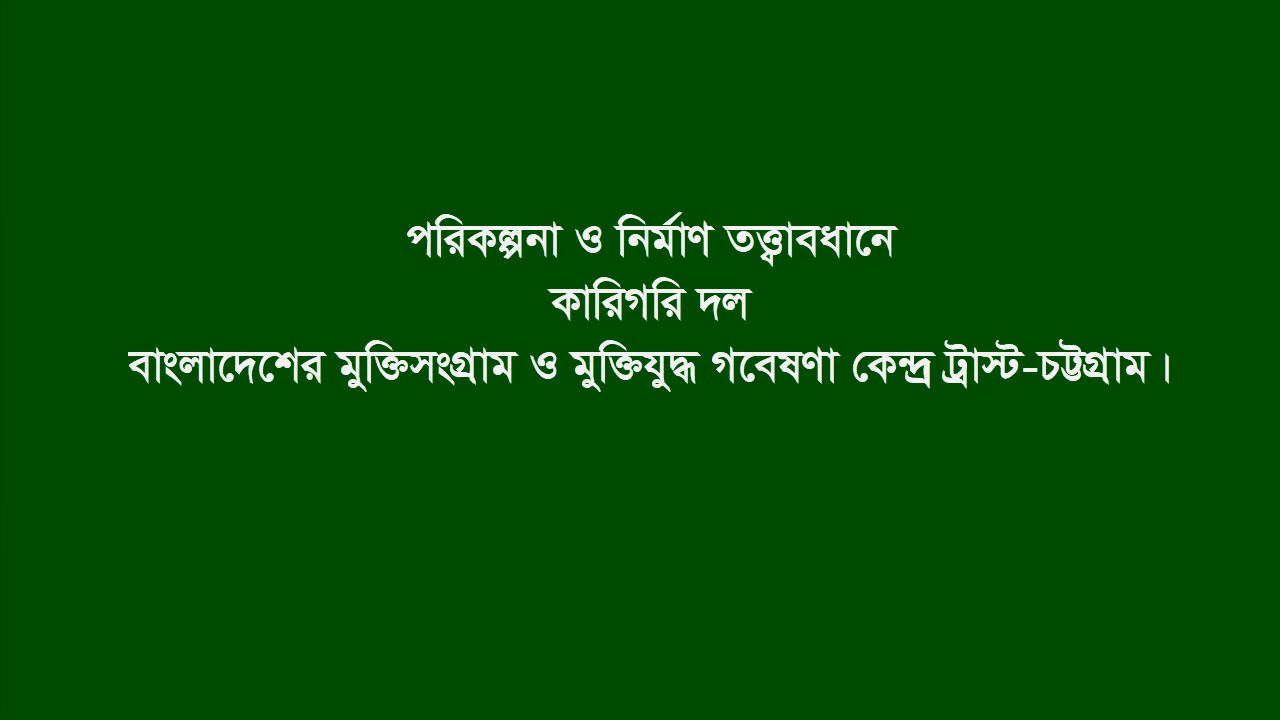 পরিকল্পনা ও নির্মাণ তত্ত্বাবধানে
কারিগরি দল
বাংলাদেশের মুক্তিসংগ্রাম ও মুক্তিযুদ্ধ গবেষণা কেন্দ্র ট্রাস্ট-চট্টগ্রাম।